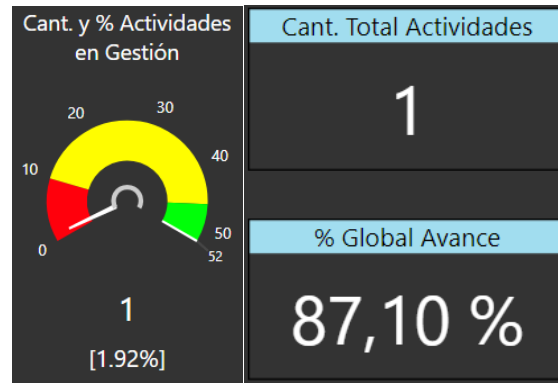 Cant. y % Actividades
en Gestión
0
10
20
30
40
50
52
1
[1.92%]
Cant. Total Actividades
1
% Global Avance
87,10 %